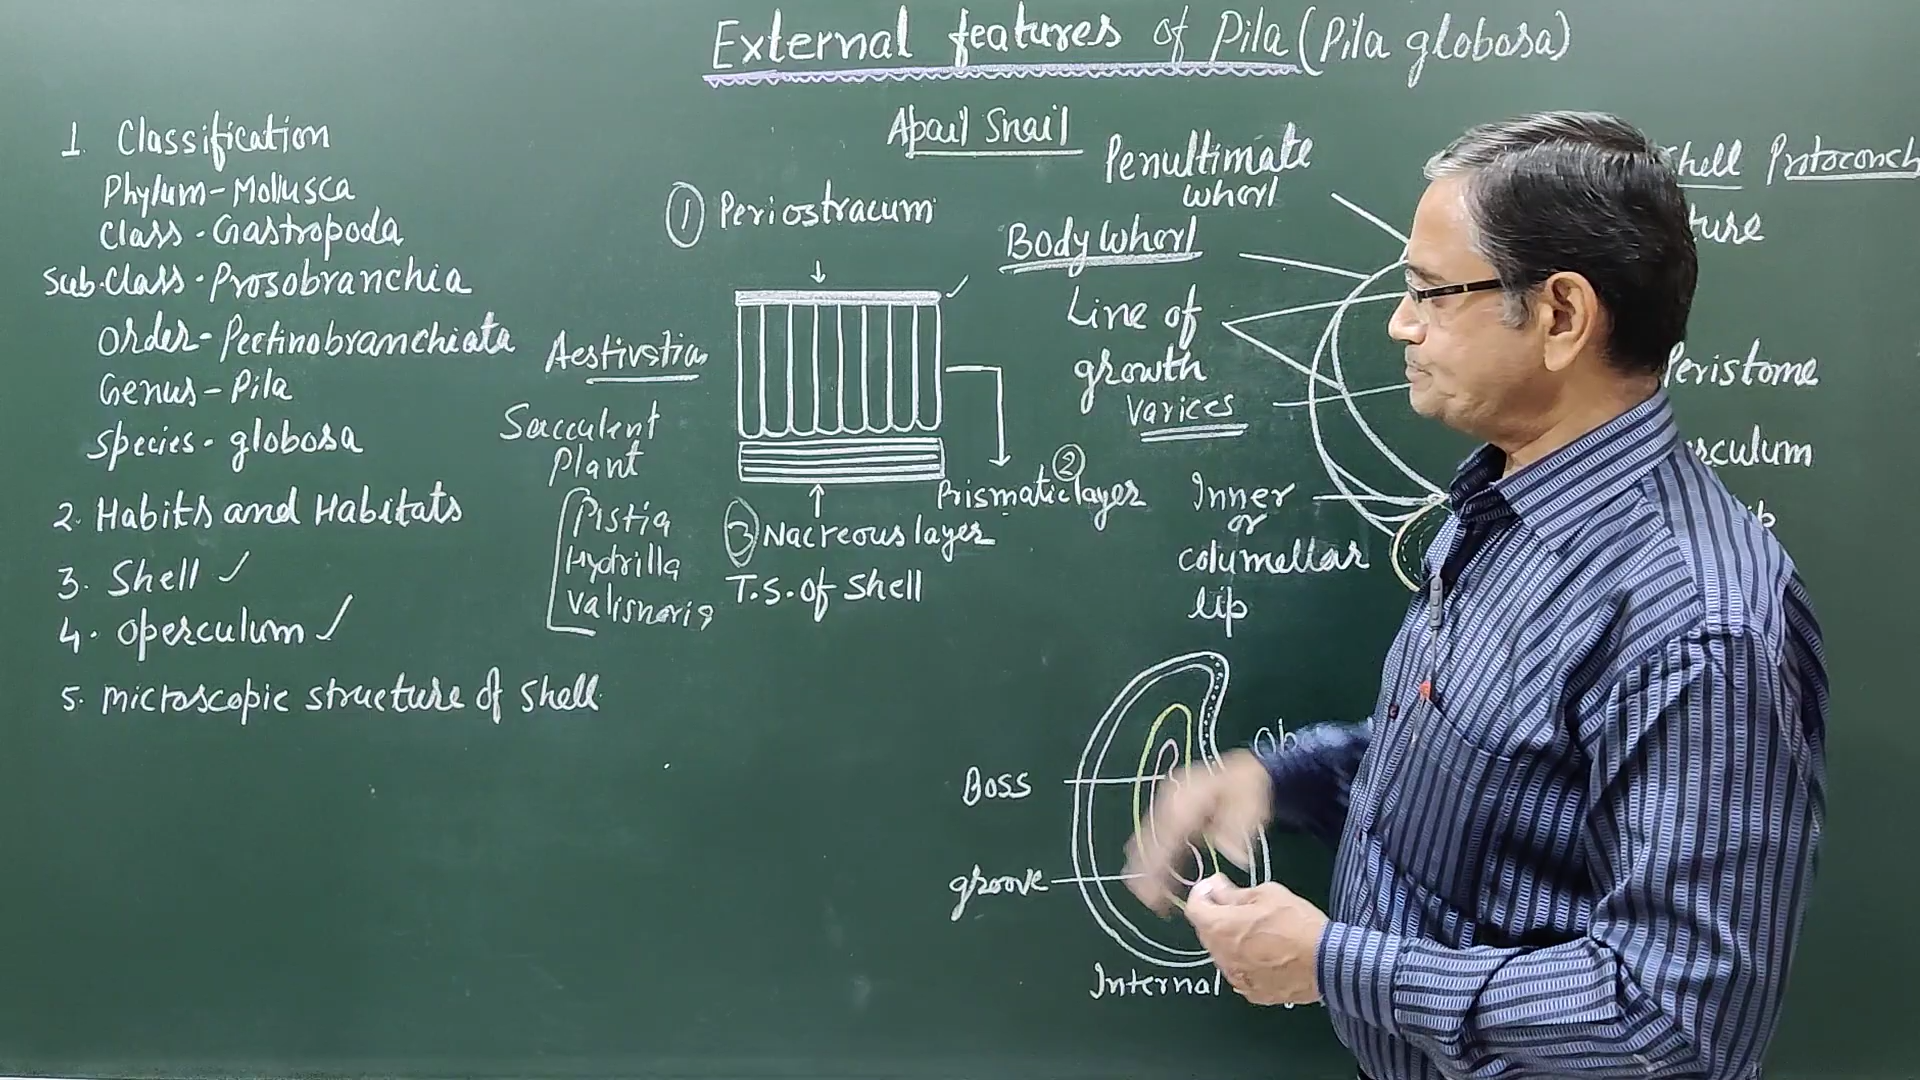 External features of Pila (Pila globosa)
Apail Snail
1. Classification
Phylum - Mollusca
Class - Gastropoda
Sub.Class - Prosobranchia
Order - Pectinobranchiata
Genus - Pila
Species - globosa
2. Habits and Habitats
3. Shell ✓
4. Operculum ✓
5. Microscopic structure of Shell
Aestivstion
Succulent
Plant
Pistia
Hydrilla
Valisnaria
① Periostracum
Prismatic layer ②
③ Nacreous layer
T.S. of Shell
Penultimate
whorl
Body Whorl
Line of
growth
Varices
Inner
or
columellar
lip
Shell Protoconch
Peristome
Boss
groove
Internal